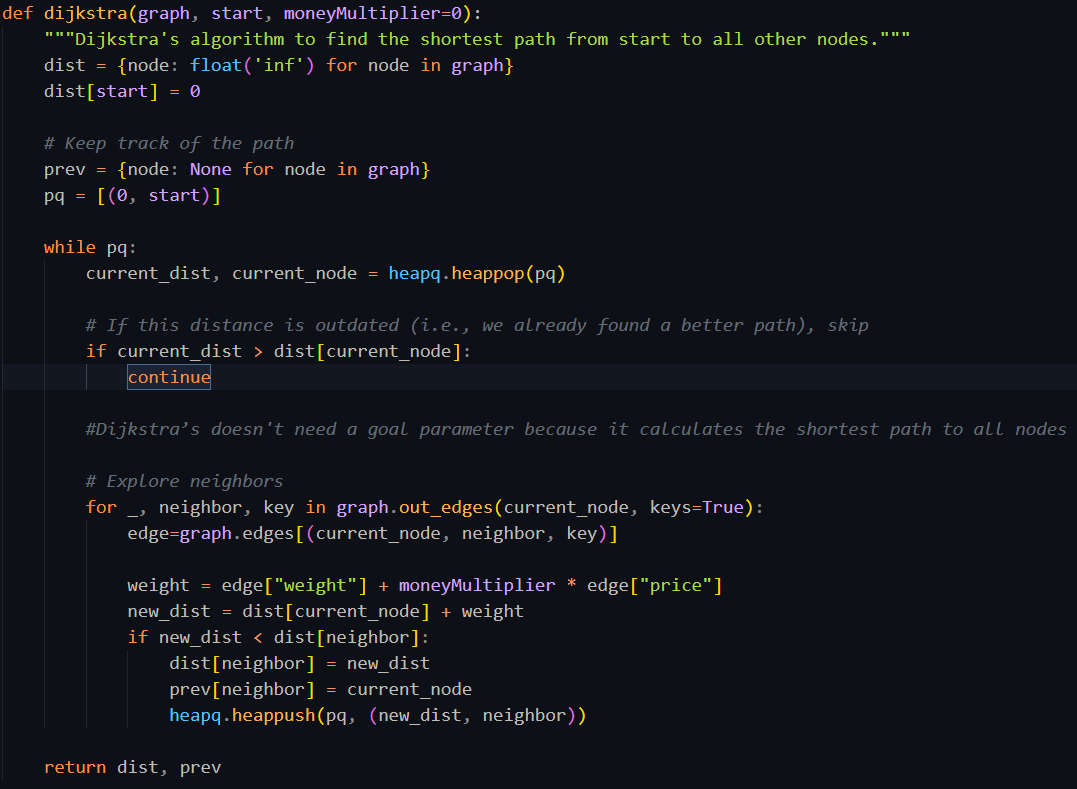 def dijkstra(graph, start, moneyMultiplier=0):
    """Dijkstra's algorithm to find the shortest path from start to all other nodes."""
    dist = {node: float('inf') for node in graph}
    dist[start] = 0
    # Keep track of the path
    prev = {node: None for node in graph}
    pq = [(0, start)]
    while pq:
        current_dist, current_node = heapq.heappop(pq)
        # If this distance is outdated (i.e., we already found a better path), skip
        if current_dist > dist[current_node]:
            continue
        #Dijkstra’s doesn't need a goal parameter because it calculates the shortest path to all nodes
        # Explore neighbors
        for _, neighbor, key in graph.out_edges(current_node, keys=True):
            edge=graph.edges[(current_node, neighbor, key)]
            weight = edge["weight"] + moneyMultiplier * edge["price"]
            new_dist = dist[current_node] + weight
            if new_dist < dist[neighbor]:
                dist[neighbor] = new_dist
                prev[neighbor] = current_node
                heapq.heappush(pq, (new_dist, neighbor))
    return dist, prev